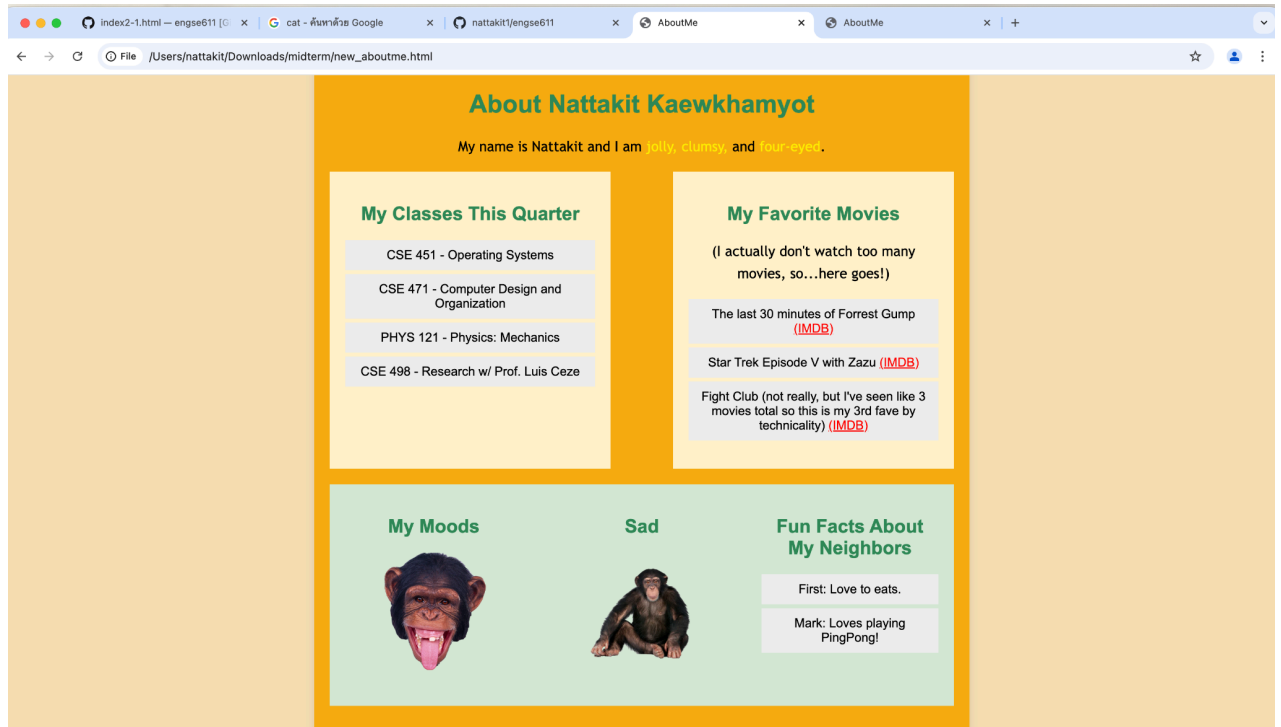 index2-1.html — engse611 [G
cat - ค้นหาด้วย Google
nattakit1/engse611
AboutMe
AboutMe
File
/Users/nattakit/Downloads/midterm/new_aboutme.html
About Nattakit Kaewkhamyot
My name is Nattakit and I am jolly, clumsy, and four-eyed.
My Classes This Quarter
CSE 451 - Operating Systems
CSE 471 - Computer Design and
Organization
PHYS 121 - Physics: Mechanics
CSE 498 - Research w/ Prof. Luis Ceze
My Favorite Movies
(I actually don't watch too many
movies, so...here goes!)
The last 30 minutes of Forrest Gump
(IMDB)
Star Trek Episode V with Zazu (IMDB)
Fight Club (not really, but I've seen like 3
movies total so this is my 3rd fave by
technicality) (IMDB)
My Moods
Sad
Fun Facts About
My Neighbors
First: Love to eats.
Mark: Loves playing
PingPong!